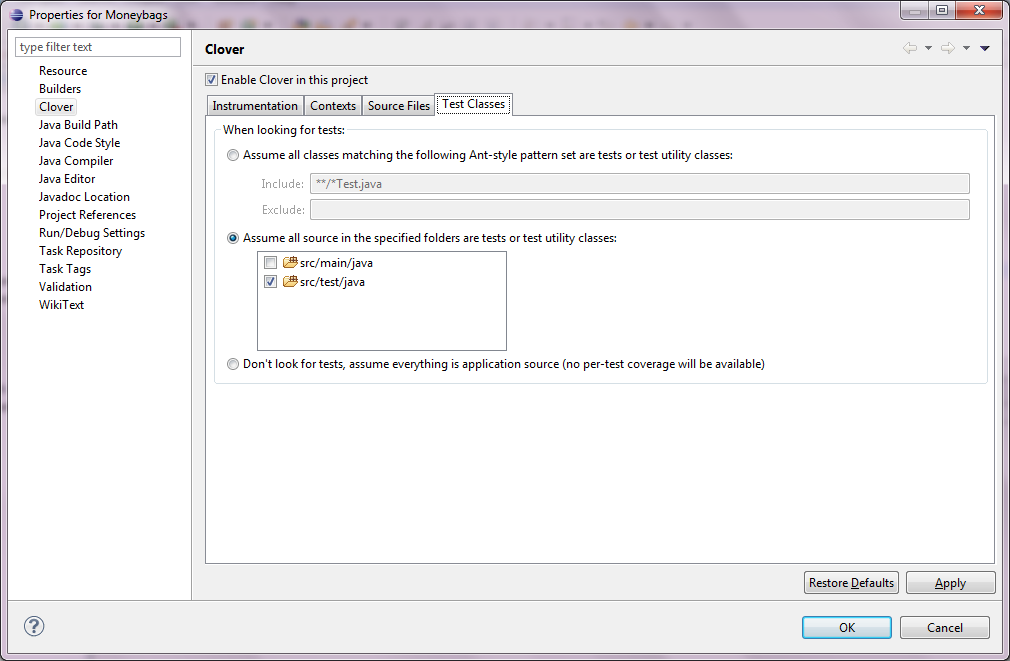 Properties for Moneybags
type filter text
Resource
Builders
Clover
Java Build Path
Java Code Style
Java Compiler
Java Editor
Javadoc Location
Project References
Run/Debug Settings
Task Repository
Task Tags
Validation
WikiText
Clover
Enable Clover in this project
Instrumentation Contexts Source Files Test Classes
When looking for tests:
Assume all classes matching the following Ant-style pattern set are tests or test utility classes:
Include: **/*Test.java
Exclude:
Assume all source in the specified folders are tests or test utility classes:
src/main/java
src/test/java
Don't look for tests, assume everything is application source (no per-test coverage will be available)
Restore Defaults Apply
? OK Cancel